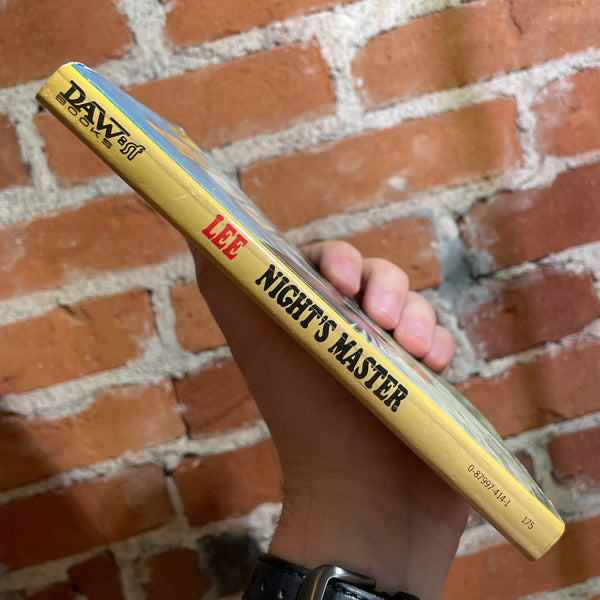 DAW=sf
BOOKS
LEE
NIGHT'S MASTER
0-87997-414-1
175